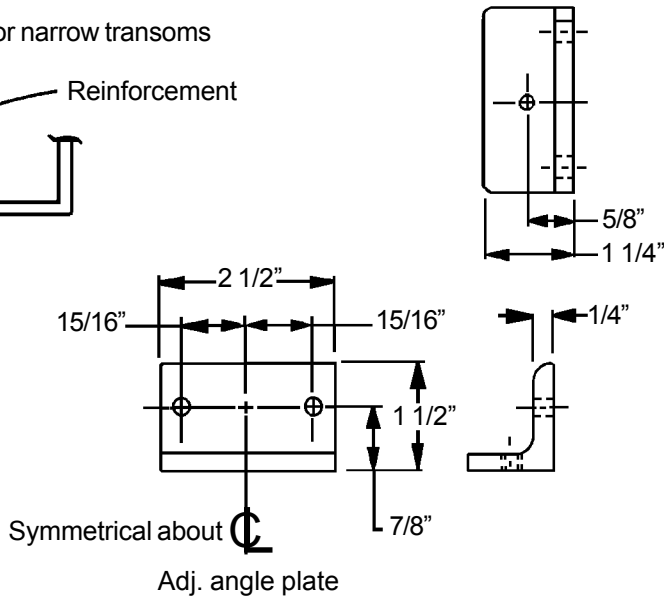 or narrow transoms
Reinforcement
5/8”
1 1/4”
2 1/2”
15/16”
15/16”
1/4”
1 1/2”
7/8”
Symmetrical about ℄
Adj. angle plate